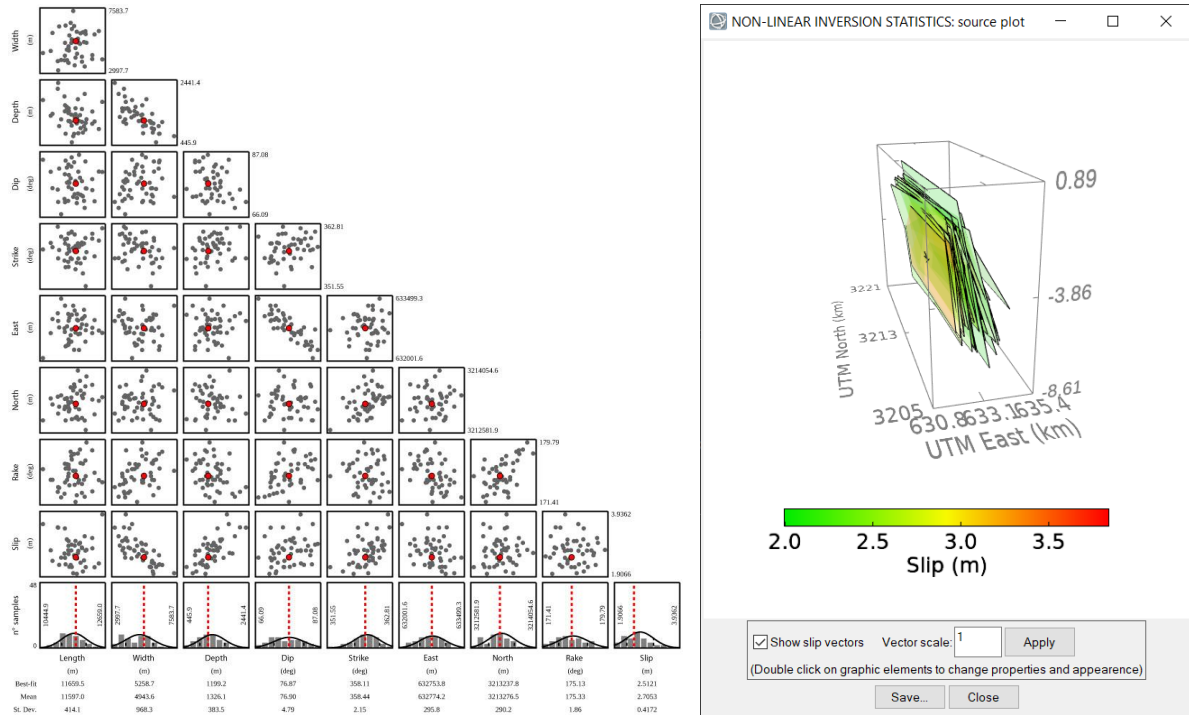 7583.7
Width
(m)
2997.7
2441.4
Depth
(m)
445.9
87.08
Dip
(deg)
66.09
362.81
Strike
(deg)
351.55
633499.3
East
(m)
632001.6
3214054.6
North
(m)
3212581.9
179.79
Rake
(deg)
171.41
3.9362
Slip
(m)
1.9066
48
n° samples
0
10444.9 12659.0 2997.7 7583.7 445.9 2441.4 66.09 87.08 351.55 362.81 632001.6 633499.3 3212581.9 3214054.6 171.41 179.79 1.9066 3.9362
Length Width Depth Dip Strike East North Rake Slip
(m) (m) (m) (deg) (deg) (m) (m) (deg) (m)
Best-fit 11659.5 5258.7 1199.2 76.87 358.11 632753.8 3213237.8 175.13 2.5121
Mean 11597.0 4943.6 1326.1 76.90 358.44 632774.2 3213276.5 175.33 2.7053
St. Dev. 414.1 968.3 383.5 4.79 2.15 295.8 290.2 1.86 0.4172
NON-LINEAR INVERSION STATISTICS: source plot
0.89
-3.86
-8.61
3221
3213
3205
UTM North (km)
630.8 633.1 635.4
UTM East (km)
2.0 2.5 3.0 3.5
Slip (m)
Show slip vectors Vector scale: 1 Apply
(Double click on graphic elements to change properties and appearence)
Save... Close